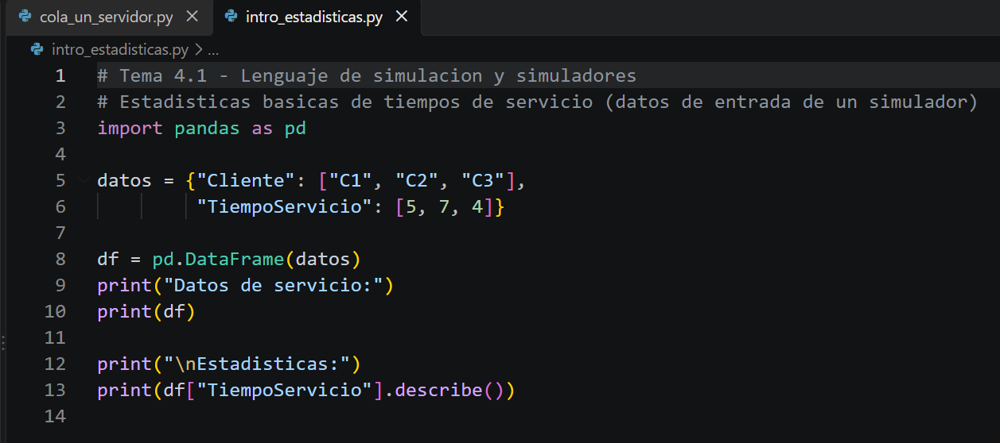 cola_un_servidor.py
intro_estadisticas.py
intro_estadisticas.py > ...
1 # Tema 4.1 - Lenguaje de simulacion y simuladores
2 # Estadisticas basicas de tiempos de servicio (datos de entrada de un simulador)
3 import pandas as pd
4
5 datos = {"Cliente": ["C1", "C2", "C3"],
6          "TiempoServicio": [5, 7, 4]}
7
8 df = pd.DataFrame(datos)
9 print("Datos de servicio:")
10 print(df)
11
12 print("\nEstadisticas:")
13 print(df["TiempoServicio"].describe())
14